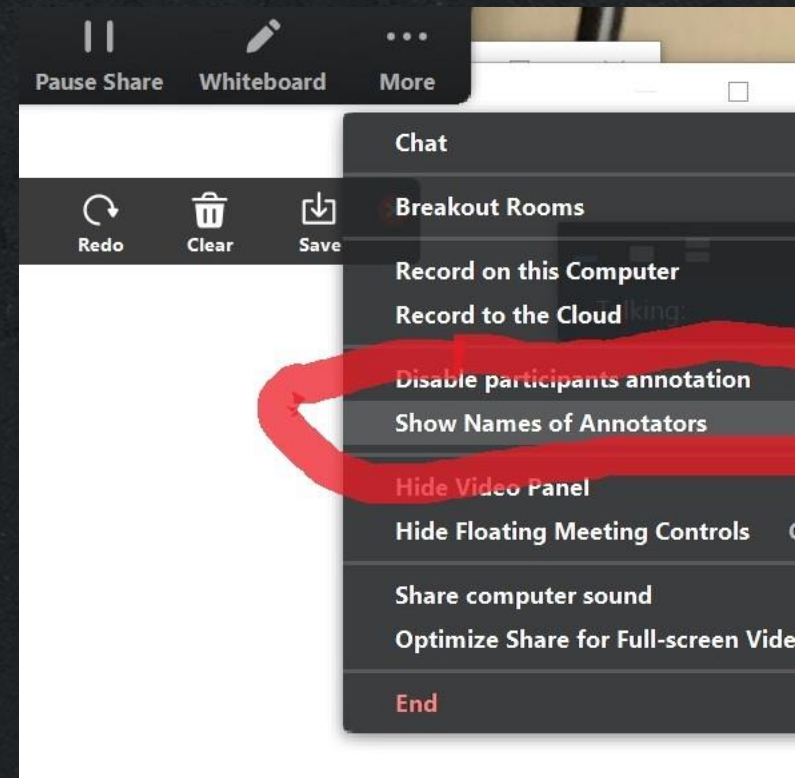 Pause Share Whiteboard More
Chat
Redo Clear Save
Breakout Rooms
Record on this Computer
Talking:
Record to the Cloud
Disable participants annotation
Show Names of Annotators
Hide Video Panel
Hide Floating Meeting Controls
Share computer sound
Optimize Share for Full-screen Vide
End